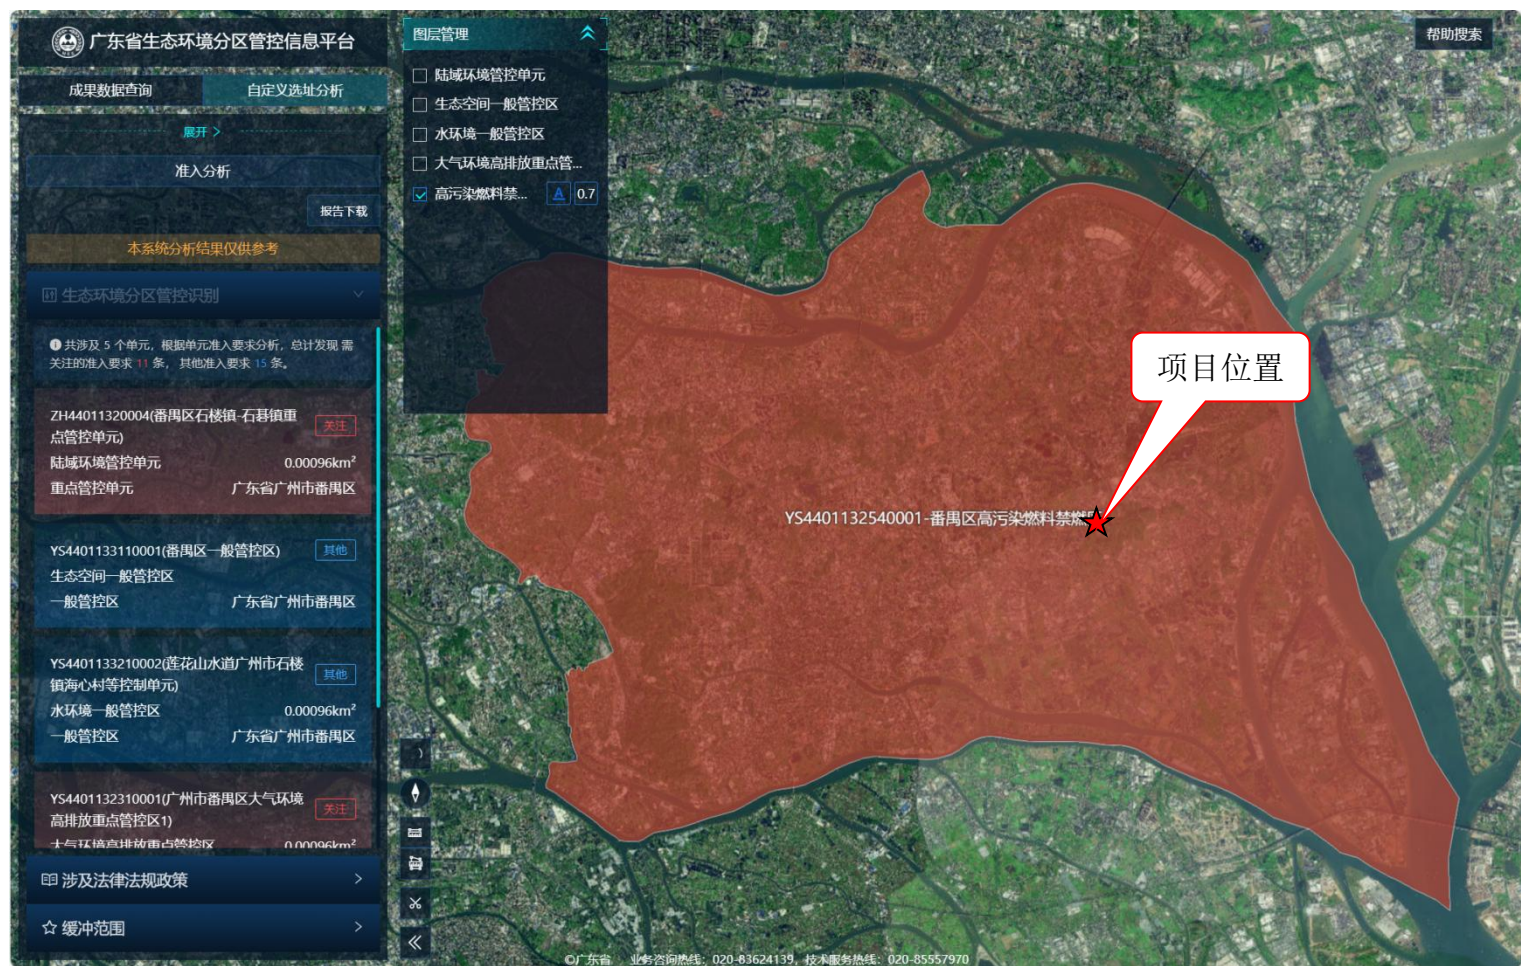 广东省生态环境分区管控信息平台
成果数据查询
自定义选址分析
展开 >
准入分析
报告下载
本系统分析结果仅供参考
生态环境分区管控识别
共涉及 5 个单元，根据单元准入要求分析，总计发现 需
关注的准入要求 11 条， 其他准入要求 15 条。
ZH44011320004(番禺区石楼镇-石碁镇重
点管控单元)
关注
陆域环境管控单元 0.00096km²
重点管控单元 广东省广州市番禺区
YS4401133110001(番禺区一般管控区)
其他
生态空间一般管控区
一般管控区 广东省广州市番禺区
YS4401133210002(莲花山水道广州市石楼
镇海心村等控制单元)
其他
水环境一般管控区 0.00096km²
一般管控区 广东省广州市番禺区
YS4401132310001(广州市番禺区大气环境
高排放重点管控区1)
关注
大气环境高排放重点管控区 0.00096km²
涉及法律法规政策
缓冲范围
图层管理
陆域环境管控单元
生态空间一般管控区
水环境一般管控区
大气环境高排放重点管...
高污染燃料禁... A 0.7
帮助搜索
项目位置
YS4401132540001-番禺区高污染燃料禁燃
©广东省 业务咨询热线：020-83624139，技术服务热线：020-85557970